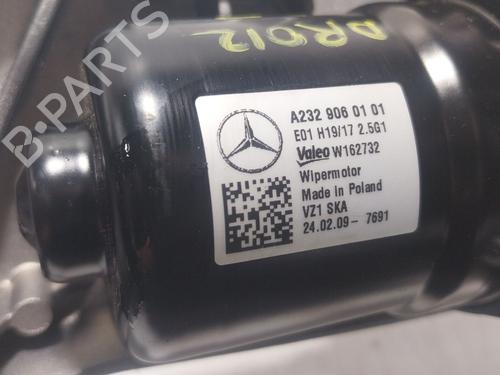 B-PARTS
DR012
A232 906 01 01
E01 H19/17 2.5G1
Valeo W162732
Wipermotor
Made in Poland
VZ1 SKA
24.02.09- 7691